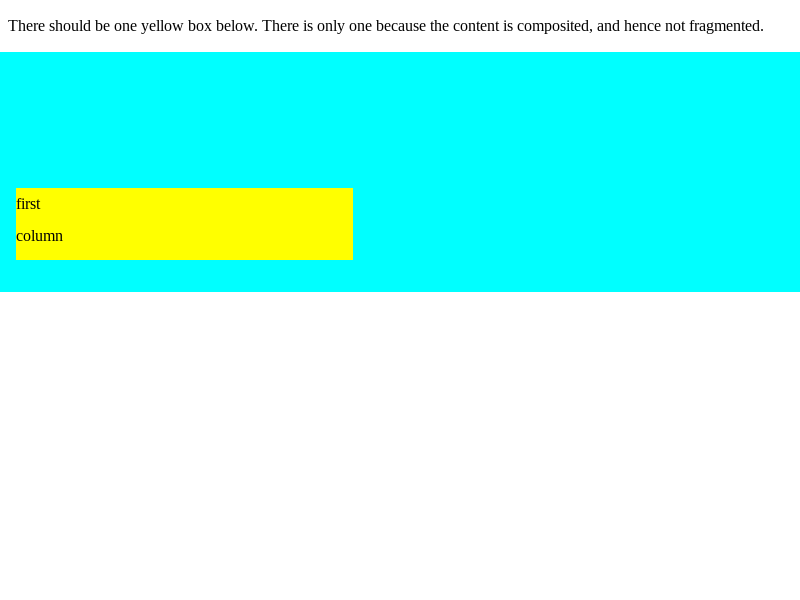 There should be one yellow box below. There is only one because the content is composited, and hence not fragmented.
first
column